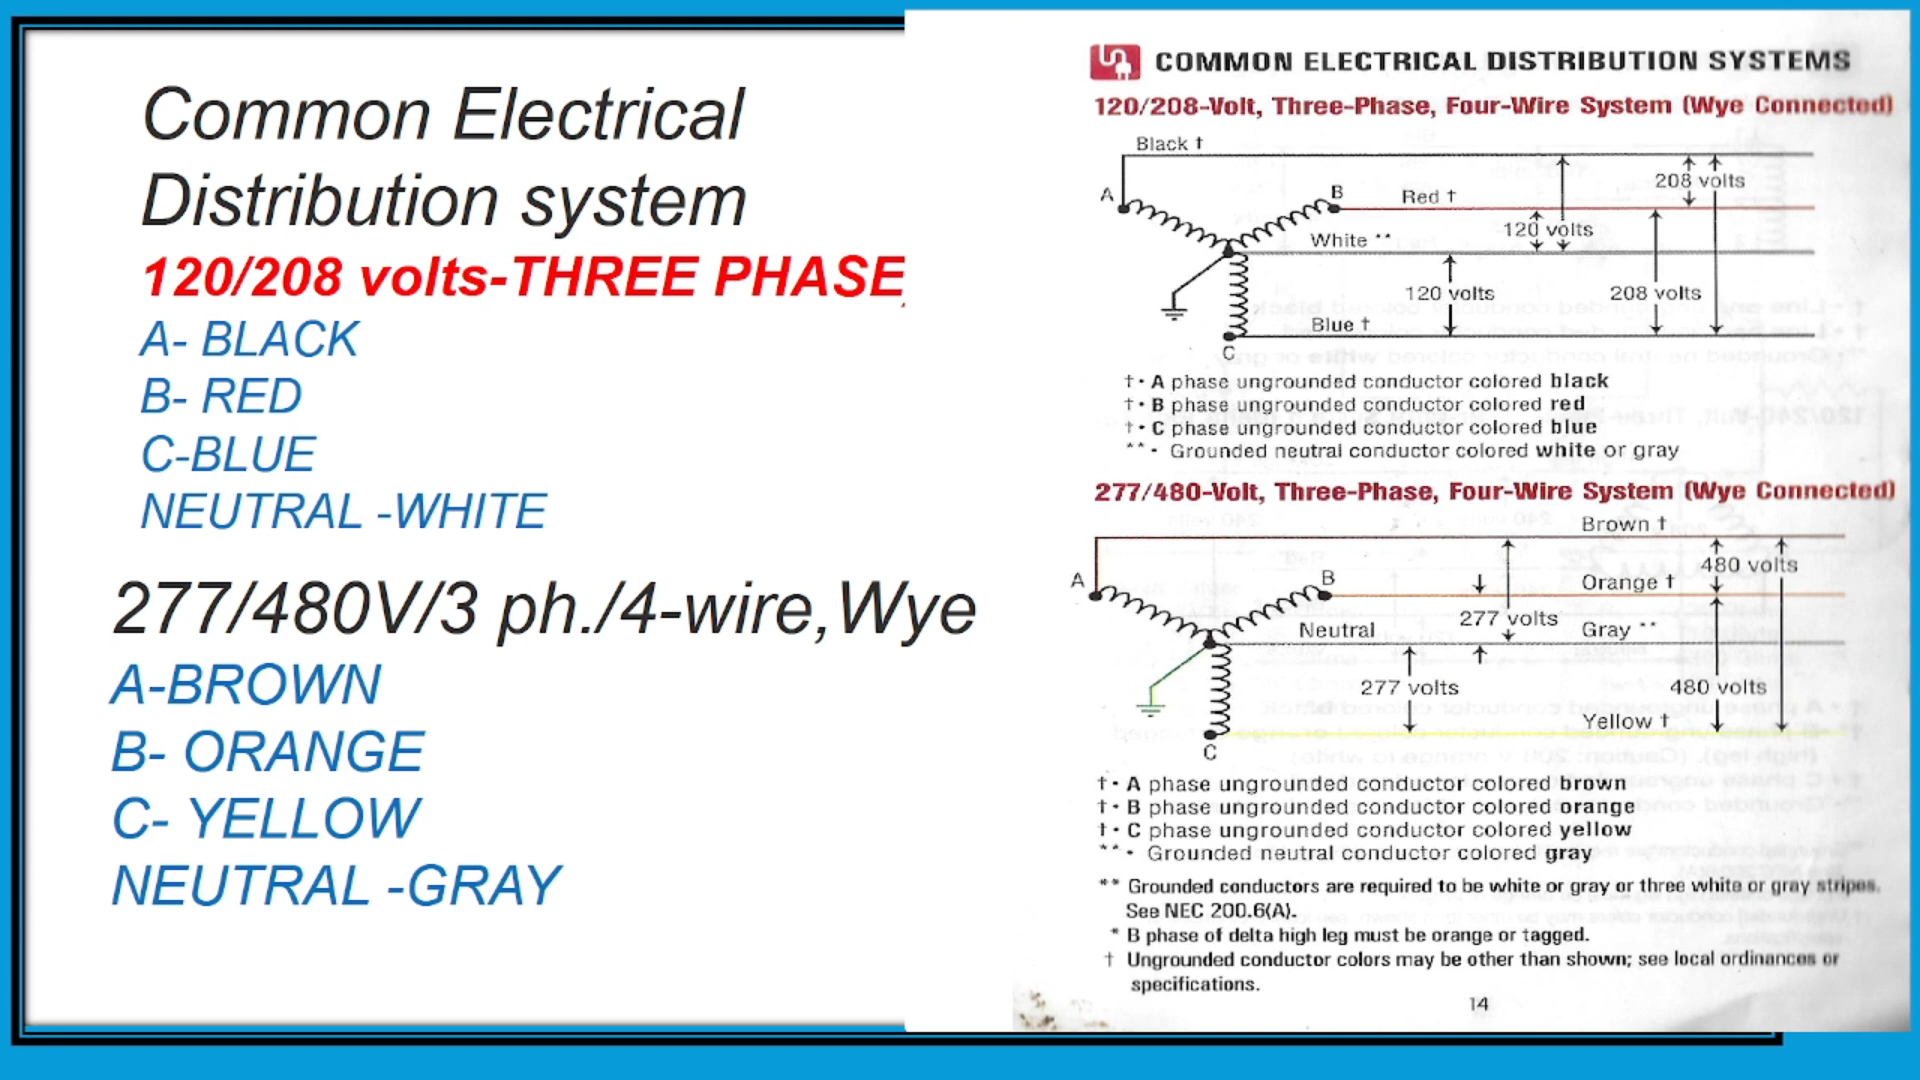 Common Electrical
Distribution system
120/208 volts-THREE PHASE,
A- BLACK
B- RED
C-BLUE
NEUTRAL -WHITE
277/480V/3 ph./4-wire,Wye
A-BROWN
B- ORANGE
C- YELLOW
NEUTRAL -GRAY
COMMON ELECTRICAL DISTRIBUTION SYSTEMS
120/208-Volt, Three-Phase, Four-Wire System (Wye Connected)
Black †
A
B
Red †
208 volts
White **
120 volts
120 volts
208 volts
Blue †
C
† • A phase ungrounded conductor colored black
† • B phase ungrounded conductor colored red
† • C phase ungrounded conductor colored blue
** • Grounded neutral conductor colored white or gray
277/480-Volt, Three-Phase, Four-Wire System (Wye Connected)
Brown †
A
B
480 volts
Orange †
Neutral
277 volts
Gray **
277 volts
480 volts
Yellow †
C
† • A phase ungrounded conductor colored brown
† • B phase ungrounded conductor colored orange
† • C phase ungrounded conductor colored yellow
** • Grounded neutral conductor colored gray
** Grounded conductors are required to be white or gray or three white or gray stripes.
See NEC 200.6(A).
* B phase of delta high leg must be orange or tagged.
† Ungrounded conductor colors may be other than shown; see local ordinances or
specifications.
14